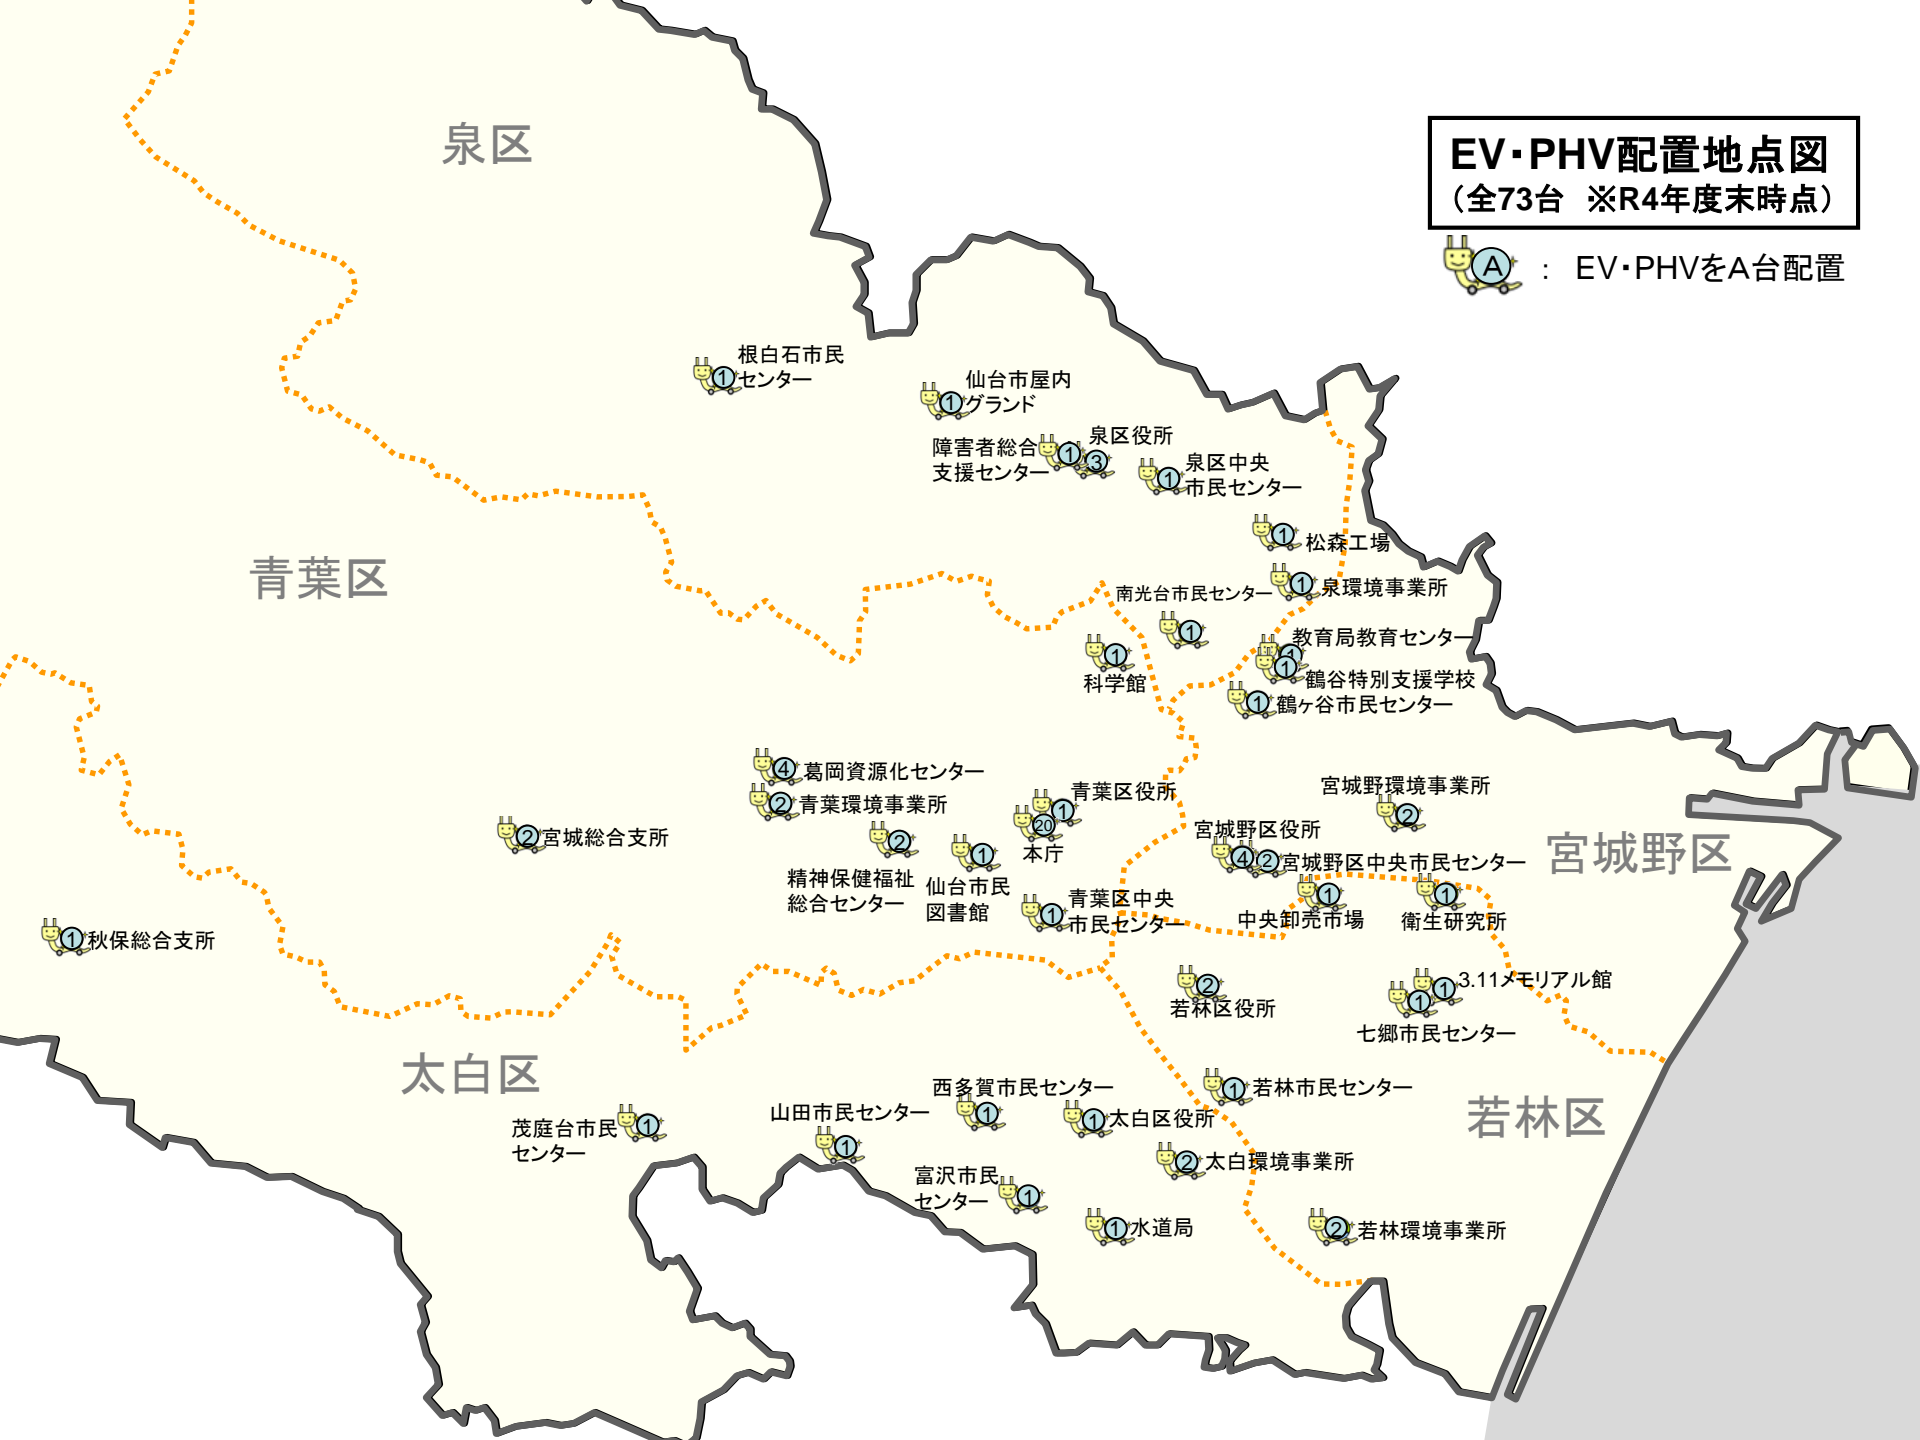 EV・PHV配置地点図
(全73台 ※R4年度末時点)
A : EV・PHVをA台配置
泉区
青葉区
太白区
宮城野区
若林区
1 根白石市民
センター
1 仙台市屋内
グランド
障害者総合
支援センター 1
泉区役所
3
1 泉区中央
市民センター
1 松森工場
1 泉環境事業所
南光台市民センター
1
1
科学館
教育局教育センター
1
1 鶴谷特別支援学校
1 鶴ヶ谷市民センター
4 葛岡資源化センター
2 青葉環境事業所
2 宮城総合支所
2
精神保健福祉
総合センター
1
仙台市民
図書館
1 青葉区役所
20
本庁
1 青葉区中央
市民センター
宮城野環境事業所
2
宮城野区役所
4
2 宮城野区中央市民センター
1
中央卸売市場
1
衛生研究所
1 秋保総合支所
2
若林区役所
1 3.11メモリアル館
1
七郷市民センター
1 若林市民センター
西多賀市民センター
1
1 太白区役所
山田市民センター
1
茂庭台市民
センター 1
2 太白環境事業所
富沢市民
センター 1
1 水道局
2 若林環境事業所